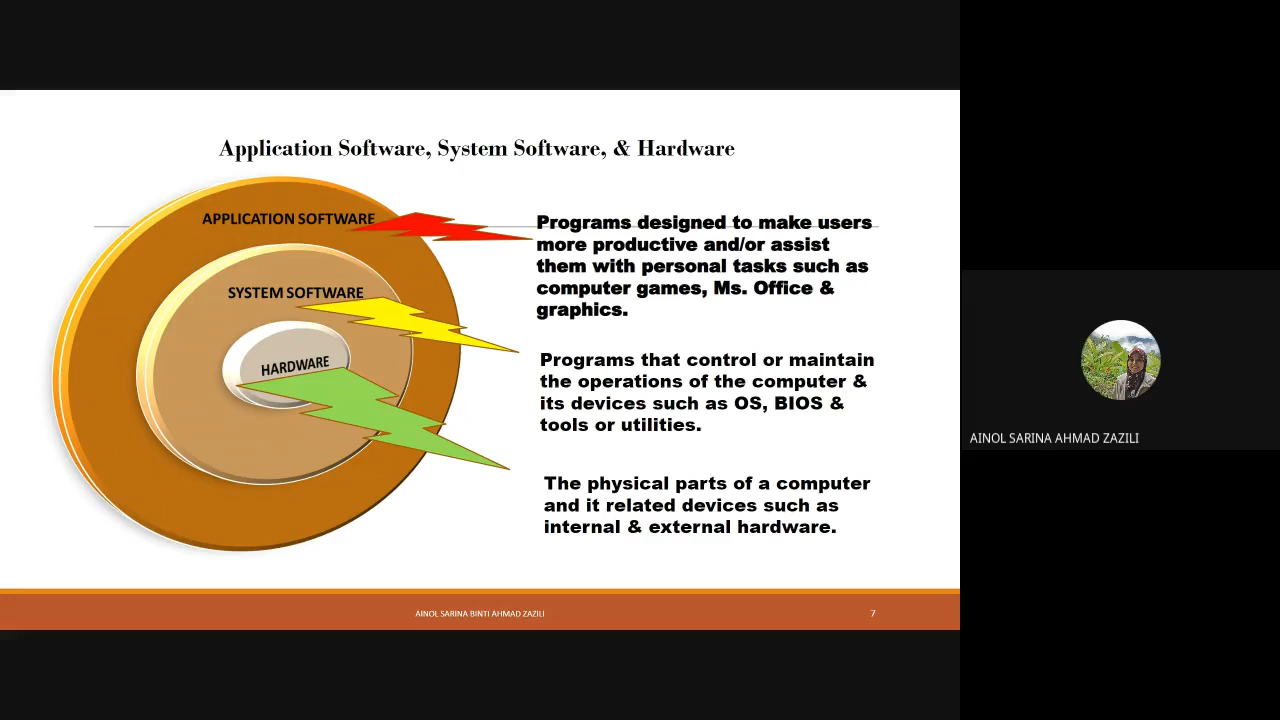 Application Software, System Software, & Hardware
APPLICATION SOFTWARE
Programs designed to make users
more productive and/or assist
them with personal tasks such as
computer games, Ms. Office &
graphics.
SYSTEM SOFTWARE
Programs that control or maintain
the operations of the computer &
its devices such as OS, BIOS &
tools or utilities.
HARDWARE
The physical parts of a computer
and it related devices such as
internal & external hardware.
AINOL SARINA BINTI AHMAD ZAZILI
7
AINOL SARINA AHMAD ZAZILI